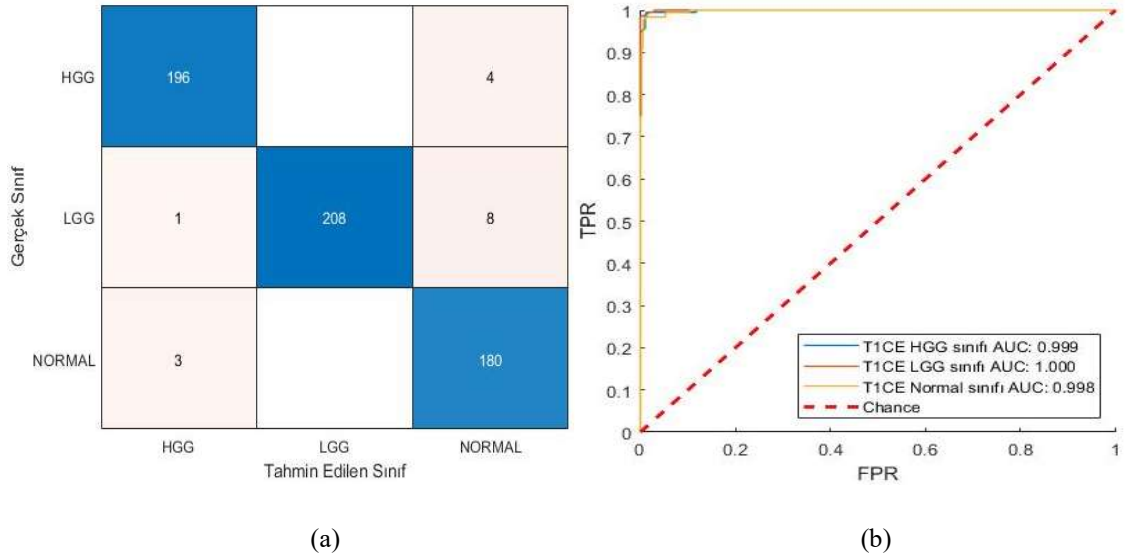 HGG
196
4
LGG
1
208
8
NORMAL
3
180
HGG
LGG
NORMAL
Gerçek Sınıf
Tahmin Edilen Sınıf
(a)
1
0.9
0.8
0.7
0.6
0.5
0.4
0.3
0.2
0.1
0
TPR
0
0.2
0.4
0.6
0.8
1
FPR
T1CE HGG sınıfı AUC: 0.999
T1CE LGG sınıfı AUC: 1.000
T1CE Normal sınıfı AUC: 0.998
Chance
(b)